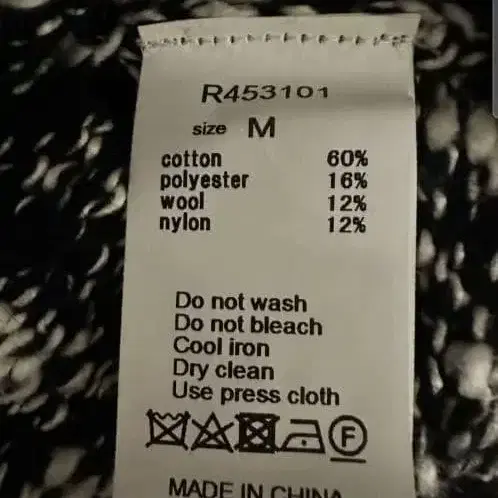 R453101
size M
cotton 60%
polyester 16%
wool 12%
nylon 12%
Do not wash
Do not bleach
Cool iron
Dry clean
Use press cloth
F
MADE IN CHINA